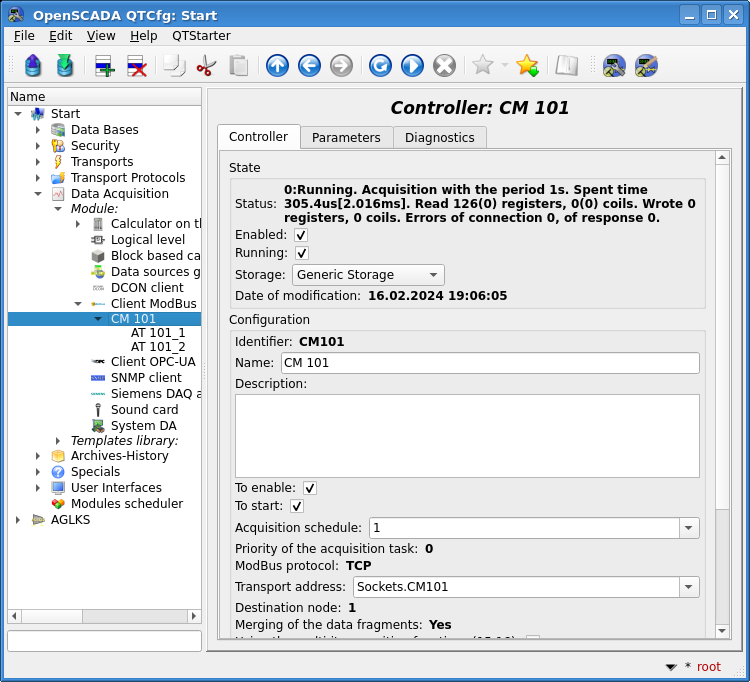 OpenSCADA QTCfg: Start
File Edit View Help QTStarter
Name
Start
Data Bases
Security
Transports
Transport Protocols
Data Acquisition
Module:
Calculator on th
Logical level
Block based ca
Data sources g
DCON client
Client ModBus
CM 101
AT 101_1
AT 101_2
Client OPC-UA
SNMP client
Siemens DAQ a
Sound card
System DA
Templates library:
Archives-History
Specials
User Interfaces
Modules scheduler
AGLKS
Controller: CM 101
Controller Parameters Diagnostics
State
Status: 0:Running. Acquisition with the period 1s. Spent time
305.4us[2.016ms]. Read 126(0) registers, 0(0) coils. Wrote 0
registers, 0 coils. Errors of connection 0, of response 0.
Enabled:
Running:
Storage: Generic Storage
Date of modification: 16.02.2024 19:06:05
Configuration
Identifier: CM101
Name: CM 101
Description:
To enable:
To start:
Acquisition schedule: 1
Priority of the acquisition task: 0
ModBus protocol: TCP
Transport address: Sockets.CM101
Destination node: 1
Merging of the data fragments: Yes
* root